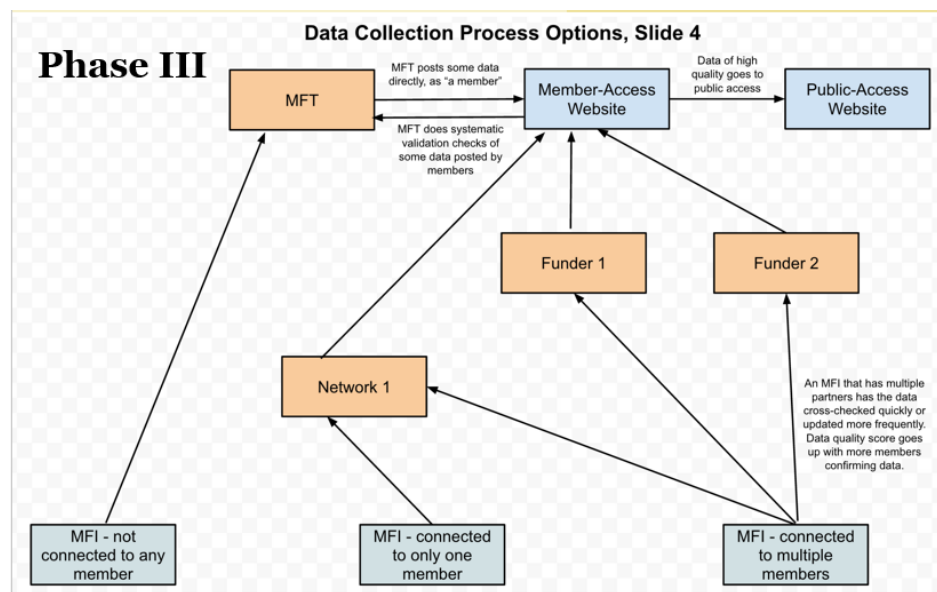 Data Collection Process Options, Slide 4
Phase III
MFT posts some data
directly, as “a member”
Data of high
quality goes to
public access
MFT
Member-Access
Website
Public-Access
Website
MFT does systematic
validation checks of
some data posted by
members
Funder 1
Funder 2
Network 1
An MFI that has multiple
partners has the data
cross-checked quickly or
updated more frequently.
Data quality score goes
up with more members
confirming data.
MFI - not
connected to any
member
MFI - connected
to only one
member
MFI - connected
to multiple
members